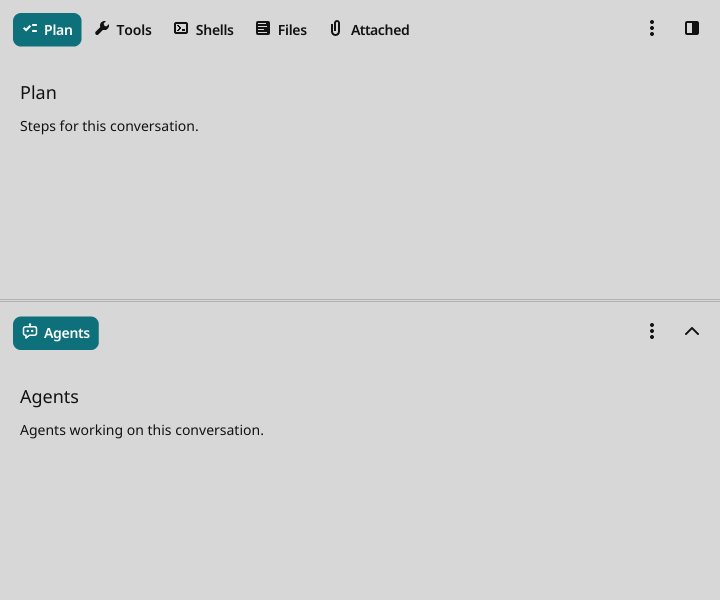 Plan Tools Shells Files Attached
Plan
Steps for this conversation.
Agents
Agents
Agents working on this conversation.